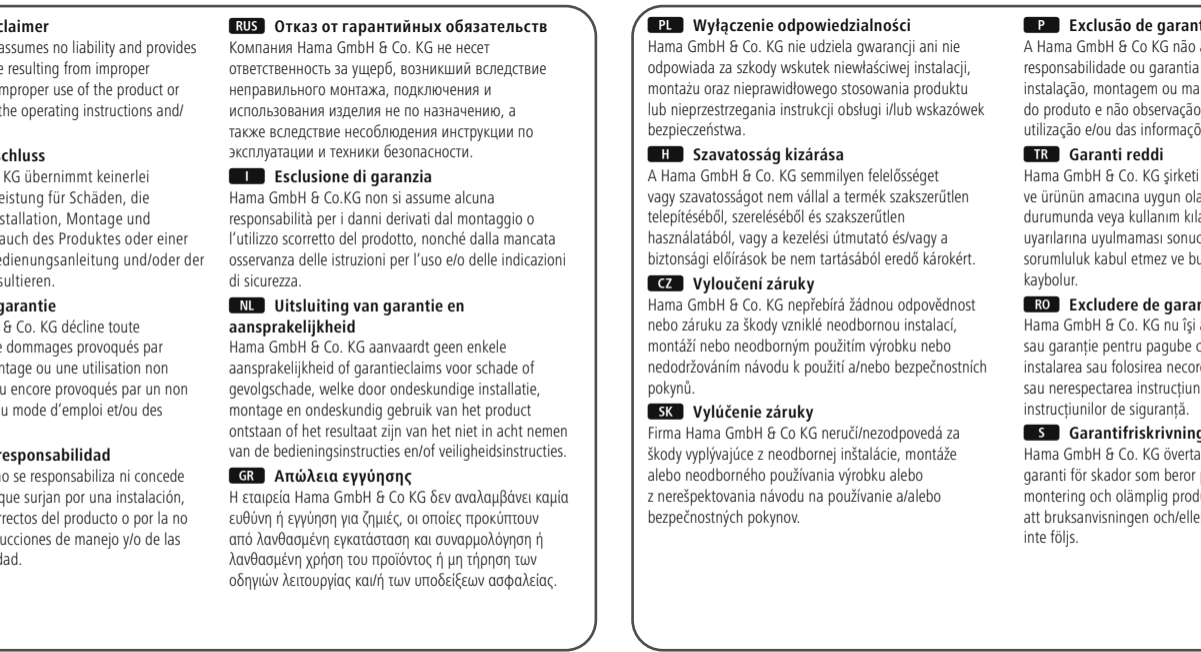 claimer
assumes no liability and provides
e resulting from improper
mproper use of the product or
the operating instructions and/
schluss
KG übernimmt keinerlei
eistung für Schäden, die
stallation, Montage und
auch des Produktes oder einer
edienungsanleitung und/oder der
sultieren.
garantie
& Co. KG décline toute
e dommages provoqués par
ntage ou une utilisation non
u encore provoqués par un non
u mode d'emploi et/ou des
responsabilidad
no se responsabiliza ni concede
que surjan por una instalación,
rrectos del producto o por la no
ucciones de manejo y/o de las
dad.
RUS Отказ от гарантийных обязательств
Компания Hama GmbH & Co. KG не несет
ответственность за ущерб, возникший вследствие
неправильного монтажа, подключения и
использования изделия не по назначению, а
также вследствие несоблюдения инструкции по
эксплуатации и техники безопасности.
I Esclusione di garanzia
Hama GmbH & Co.KG non si assume alcuna
responsabilità per i danni derivati dal montaggio o
l'utilizzo scorretto del prodotto, nonché dalla mancata
osservanza delle istruzioni per l'uso e/o delle indicazioni
di sicurezza.
NL Uitsluiting van garantie en
aansprakelijkheid
Hama GmbH & Co. KG aanvaardt geen enkele
aansprakelijkheid of garantieclaims voor schade of
gevolgschade, welke door ondeskundige installatie,
montage en ondeskundig gebruik van het product
ontstaan of het resultaat zijn van het niet in acht nemen
van de bedieningsinstructies en/of veiligheidsinstructies.
GR Απώλεια εγγύησης
Η εταιρεία Hama GmbH & Co KG δεν αναλαμβάνει καμία
ευθύνη ή εγγύηση για ζημιές, οι οποίες προκύπτουν
από λανθασμένη εγκατάσταση και συναρμολόγηση ή
λανθασμένη χρήση του προϊόντος ή μη τήρηση των
οδηγιών λειτουργίας και/ή των υποδείξεων ασφαλείας.
PL Wyłączenie odpowiedzialności
Hama GmbH & Co. KG nie udziela gwarancji ani nie
odpowiada za szkody wskutek niewłaściwej instalacji,
montażu oraz nieprawidłowego stosowania produktu
lub nieprzestrzegania instrukcji obsługi i/lub wskazówek
bezpieczeństwa.
H Szavatosság kizárása
A Hama GmbH & Co. KG semmilyen felelősséget
vagy szavatosságot nem vállal a termék szakszerűtlen
telepítéséből, szereléséből és szakszerűtlen
használatából, vagy a kezelési útmutató és/vagy a
biztonsági előírások be nem tartásából eredő károkért.
CZ Vyloučení záruky
Hama GmbH & Co. KG nepřebírá žádnou odpovědnost
nebo záruku za škody vzniklé neodbornou instalací,
montáží nebo neodborným použitím výrobku nebo
nedodržováním návodu k použití a/nebo bezpečnostních
pokynů.
SK Vylúčenie záruky
Firma Hama GmbH & Co KG neručí/nezodpovedá za
škody vyplývajúce z neodbornej inštalácie, montáže
alebo neodborného používania výrobku alebo
z nerešpektovania návodu na používanie a/alebo
bezpečnostných pokynov.
P Exclusão de garant
A Hama GmbH & Co KG não a
responsabilidade ou garantia
instalação, montagem ou ma
do produto e não observação
utilização e/ou das informaçõ
TR Garanti reddi
Hama GmbH & Co. KG şirketi
ve ürünün amacına uygun ola
durumunda veya kullanım kıla
uyarılarına uyulmaması sonuc
sorumluluk kabul etmez ve bu
kaybolur.
RO Excludere de garan
Hama GmbH & Co. KG nu îşi a
sau garanţie pentru pagube c
instalarea sau folosirea necor
sau nerespectarea instrucţiun
instrucţiunilor de siguranţă.
S Garantifriskrivning
Hama GmbH & Co. KG överta
garanti för skador som beror p
montering och olämplig prod
att bruksanvisningen och/elle
inte följs.